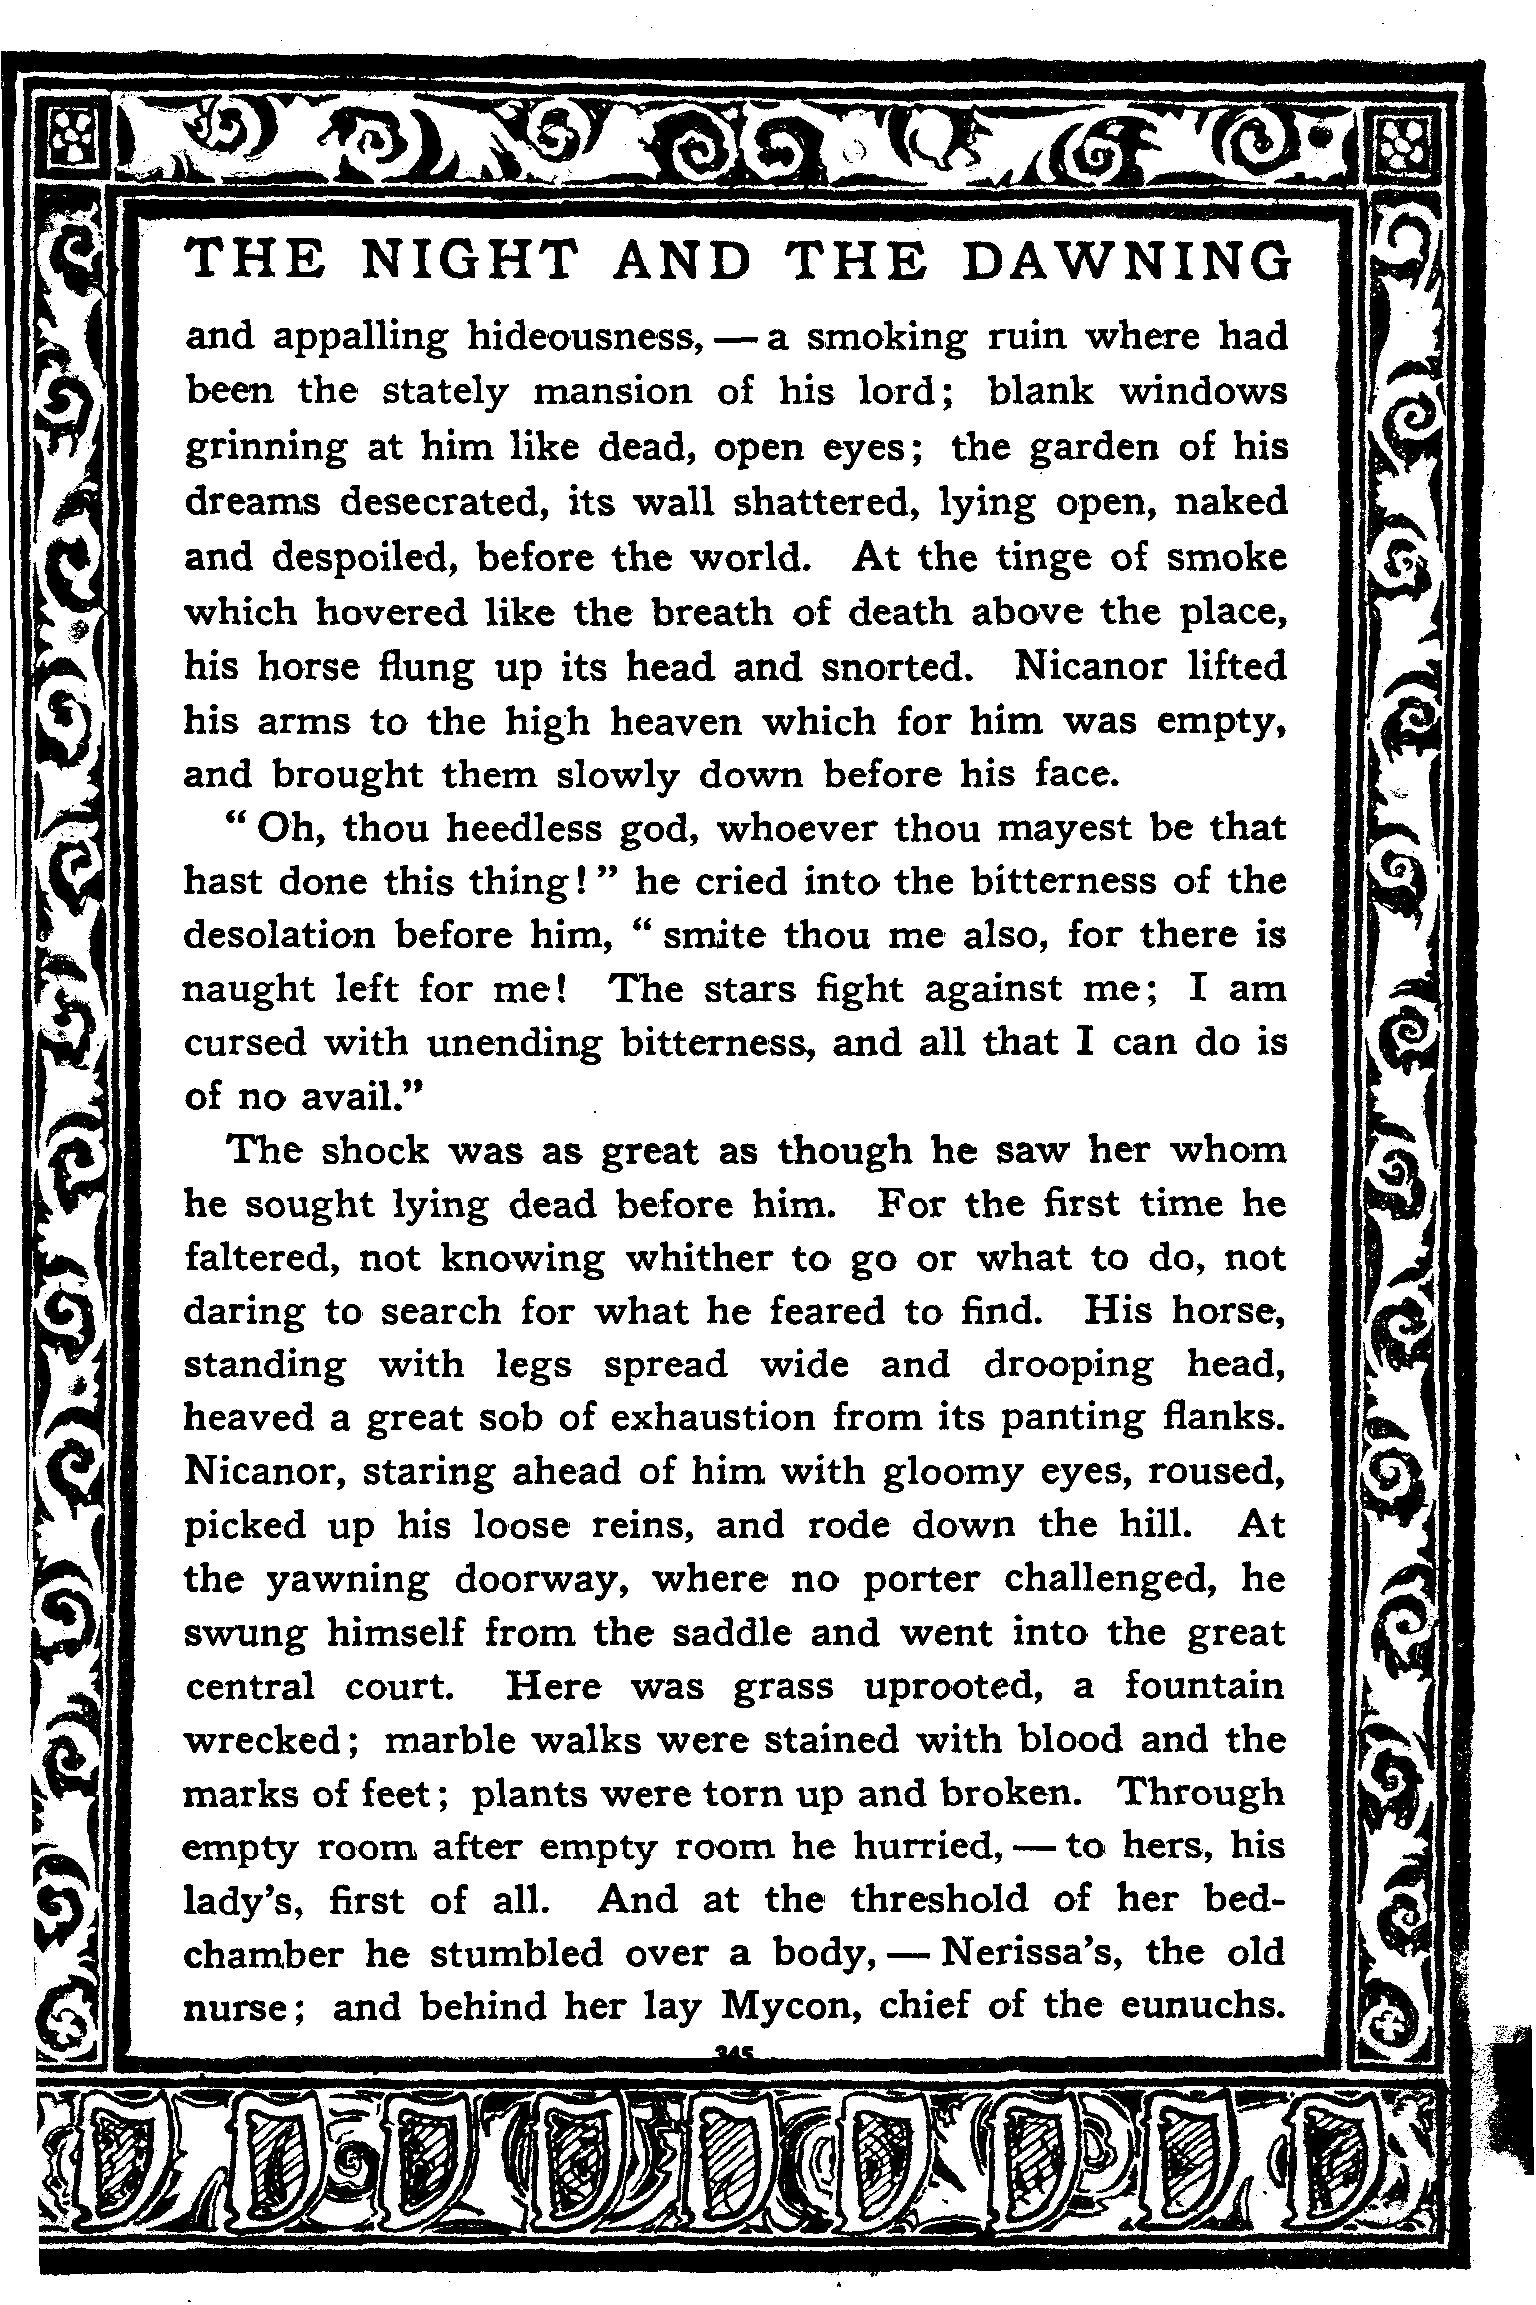 THE NIGHT AND THE DAWNING
and appalling hideousness, — a smoking ruin where had
been the stately mansion of his lord; blank windows
grinning at him like dead, open eyes; the garden of his
dreams desecrated, its wall shattered, lying open, naked
and despoiled, before the world. At the tinge of smoke
which hovered like the breath of death above the place,
his horse flung up its head and snorted. Nicanor lifted
his arms to the high heaven which for him was empty,
and brought them slowly down before his face.
“Oh, thou heedless god, whoever thou mayest be that
hast done this thing!” he cried into the bitterness of the
desolation before him, “smite thou me also, for there is
naught left for me! The stars fight against me; I am
cursed with unending bitterness, and all that I can do is
of no avail.”
The shock was as great as though he saw her whom
he sought lying dead before him. For the first time he
faltered, not knowing whither to go or what to do, not
daring to search for what he feared to find. His horse,
standing with legs spread wide and drooping head,
heaved a great sob of exhaustion from its panting flanks.
Nicanor, staring ahead of him with gloomy eyes, roused,
picked up his loose reins, and rode down the hill. At
the yawning doorway, where no porter challenged, he
swung himself from the saddle and went into the great
central court. Here was grass uprooted, a fountain
wrecked; marble walks were stained with blood and the
marks of feet; plants were torn up and broken. Through
empty room after empty room he hurried, — to hers, his
lady’s, first of all. And at the threshold of her bed-
chamber he stumbled over a body, — Nerissa’s, the old
nurse; and behind her lay Mycon, chief of the eunuchs.
345